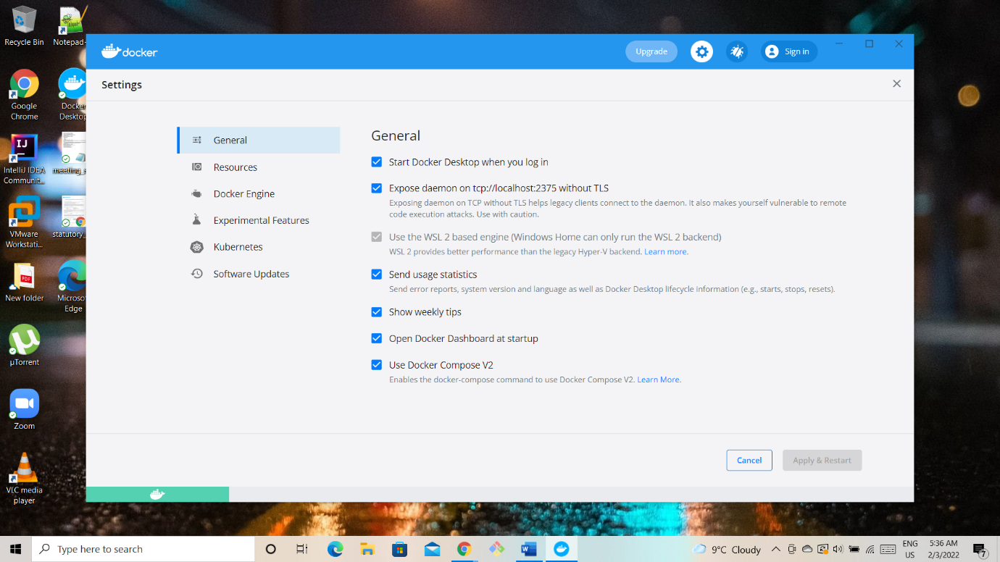 Recycle Bin
Notepad+
docker
Upgrade
Sign in
Settings
Google
Chrome
Docker
Desktop
General
Resources
Docker Engine
Experimental Features
Kubernetes
Software Updates
General
Start Docker Desktop when you log in
Expose daemon on tcp://localhost:2375 without TLS
Exposing daemon on TCP without TLS helps legacy clients connect to the daemon. It also makes yourself vulnerable to remote
code execution attacks. Use with caution.
Use the WSL 2 based engine (Windows Home can only run the WSL 2 backend)
WSL 2 provides better performance than the legacy Hyper-V backend. Learn more.
Send usage statistics
Send error reports, system version and language as well as Docker Desktop lifecycle information (e.g., starts, stops, resets).
Show weekly tips
Open Docker Dashboard at startup
Use Docker Compose V2
Enables the docker-compose command to use Docker Compose V2. Learn More.
Cancel
Apply & Restart
IJ
IntelliJ IDEA
Communit...
meeting_s
VMware
Workstati...
statutory_
PDF
New folder
Microso
Edge
µTorrent
Zoom
VLC media
player
Type here to search
9°C Cloudy
ENG
US
5:36 AM
2/3/2022
7